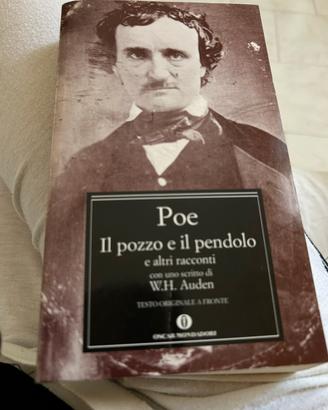 Poe
Il pozzo e il pendolo
e altri racconti
con uno scritto di
W.H. Auden
TESTO ORIGINALE A FRONTE
OSCAR MONDADORI